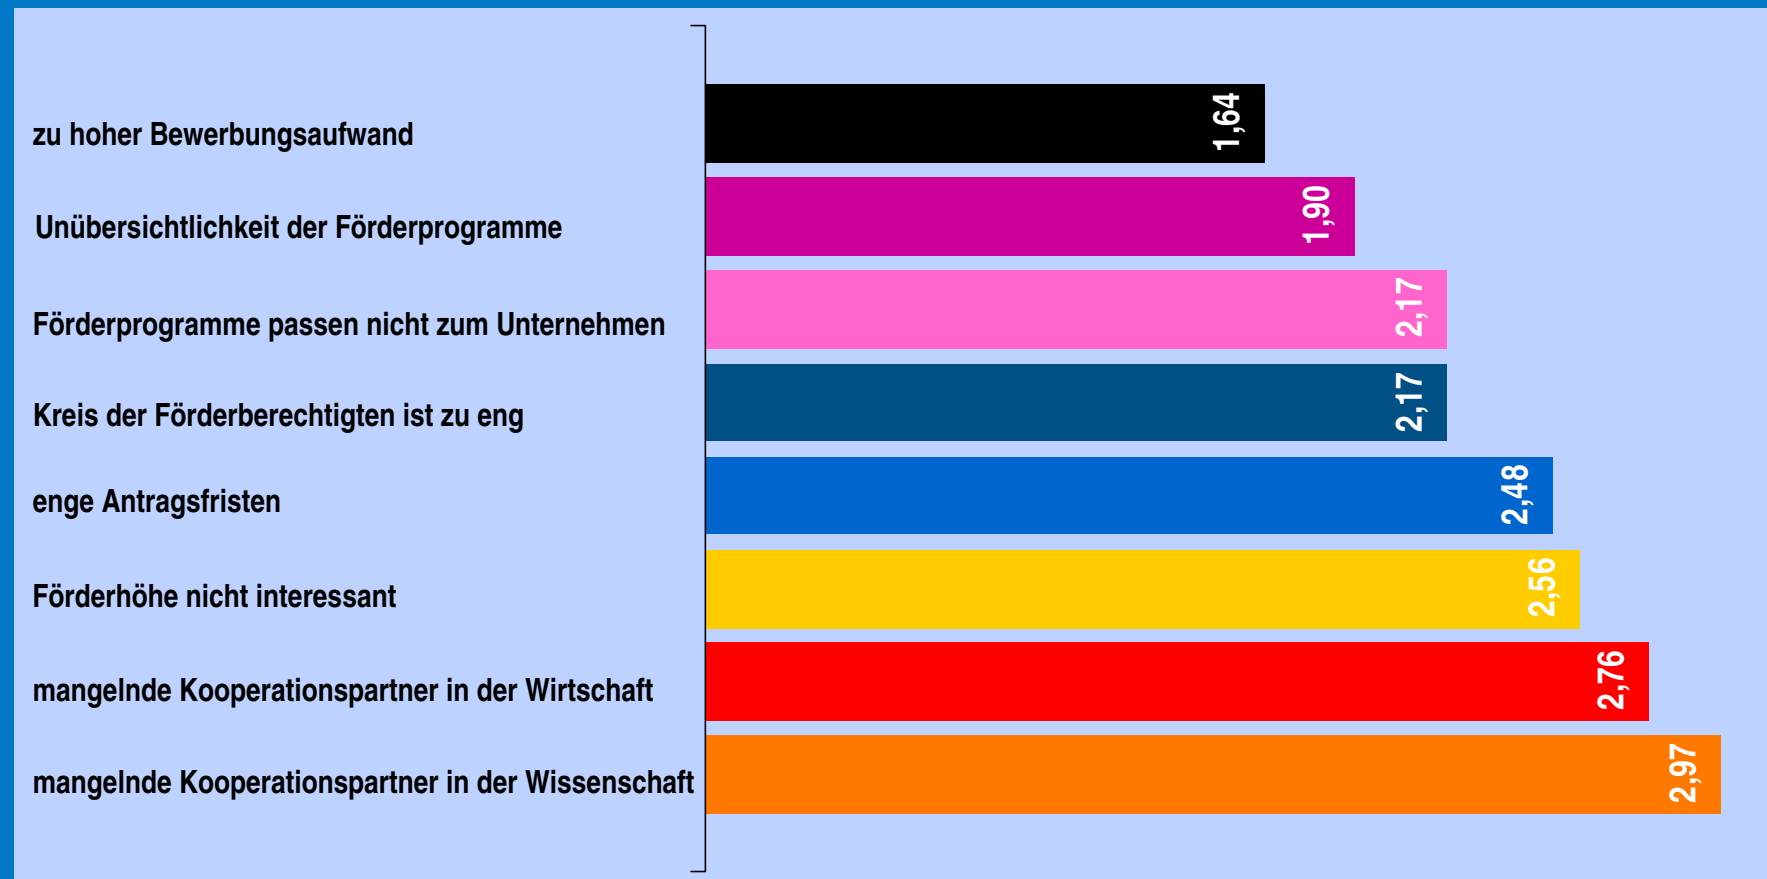 zu hoher Bewerbungsaufwand
1,64
Unübersichtlichkeit der Förderprogramme
1,90
Förderprogramme passen nicht zum Unternehmen
2,17
Kreis der Förderberechtigten ist zu eng
2,17
enge Antragsfristen
2,48
Förderhöhe nicht interessant
2,56
mangelnde Kooperationspartner in der Wirtschaft
2,76
mangelnde Kooperationspartner in der Wissenschaft
2,97